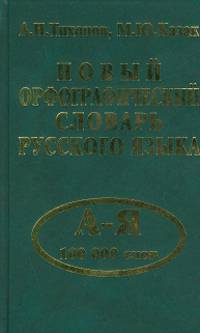 А.Н.Тихонов, М.Ю.Казак
НОВЫЙ
ОРФОГРАФИЧЕСКИЙ
СЛОВАРЬ
РУССКОГО ЯЗЫКА
А-Я
100 000 слов